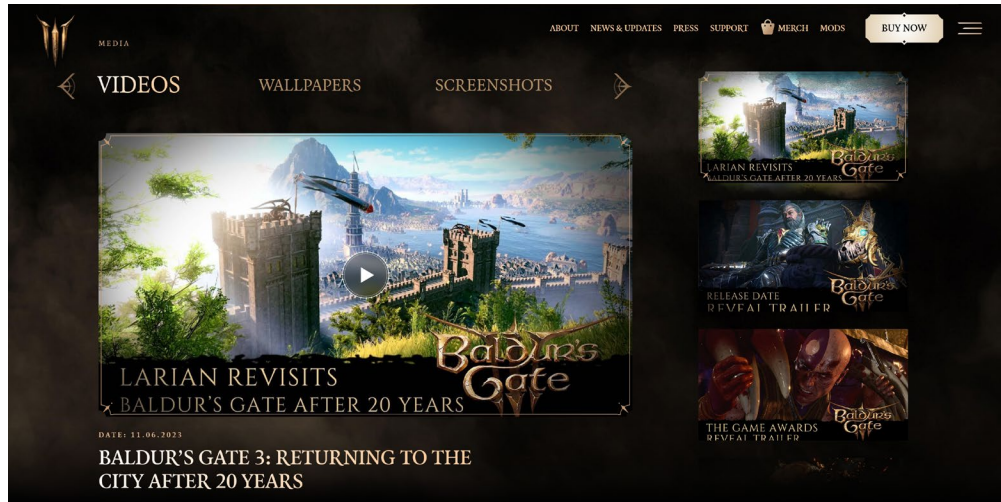 ABOUT NEWS & UPDATES PRESS SUPPORT MERCH MODS BUY NOW
MEDIA
VIDEOS WALLPAPERS SCREENSHOTS
LARIAN REVISITS
BALDUR'S GATE AFTER 20 YEARS
Baldur's
Gate
DATE: 11.06.2023
BALDUR'S GATE 3: RETURNING TO THE
CITY AFTER 20 YEARS
LARIAN REVISITS
BALDUR'S GATE AFTER 20 YEARS
Baldur's
Gate
RELEASE DATE
REVEAL TRAILER
Baldur's
Gate
THE GAME AWARDS
REVEAL TRAILER
Baldur's
Gate